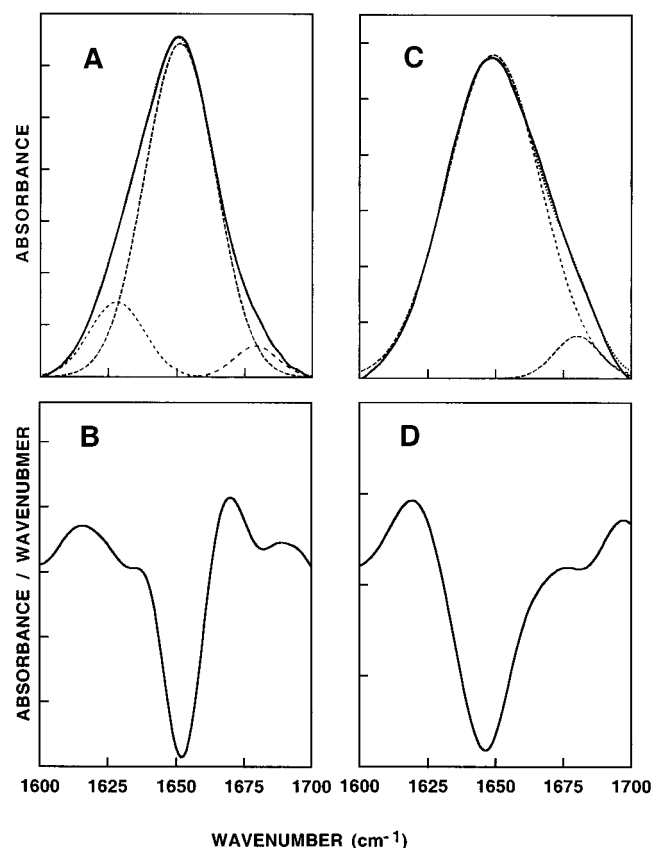 A
C
ABSORBANCE
B
D
ABSORBANCE / WAVENUBMER
1600 1625 1650 1675 1700 1600 1625 1650 1675 1700
WAVENUMBER (cm-1)